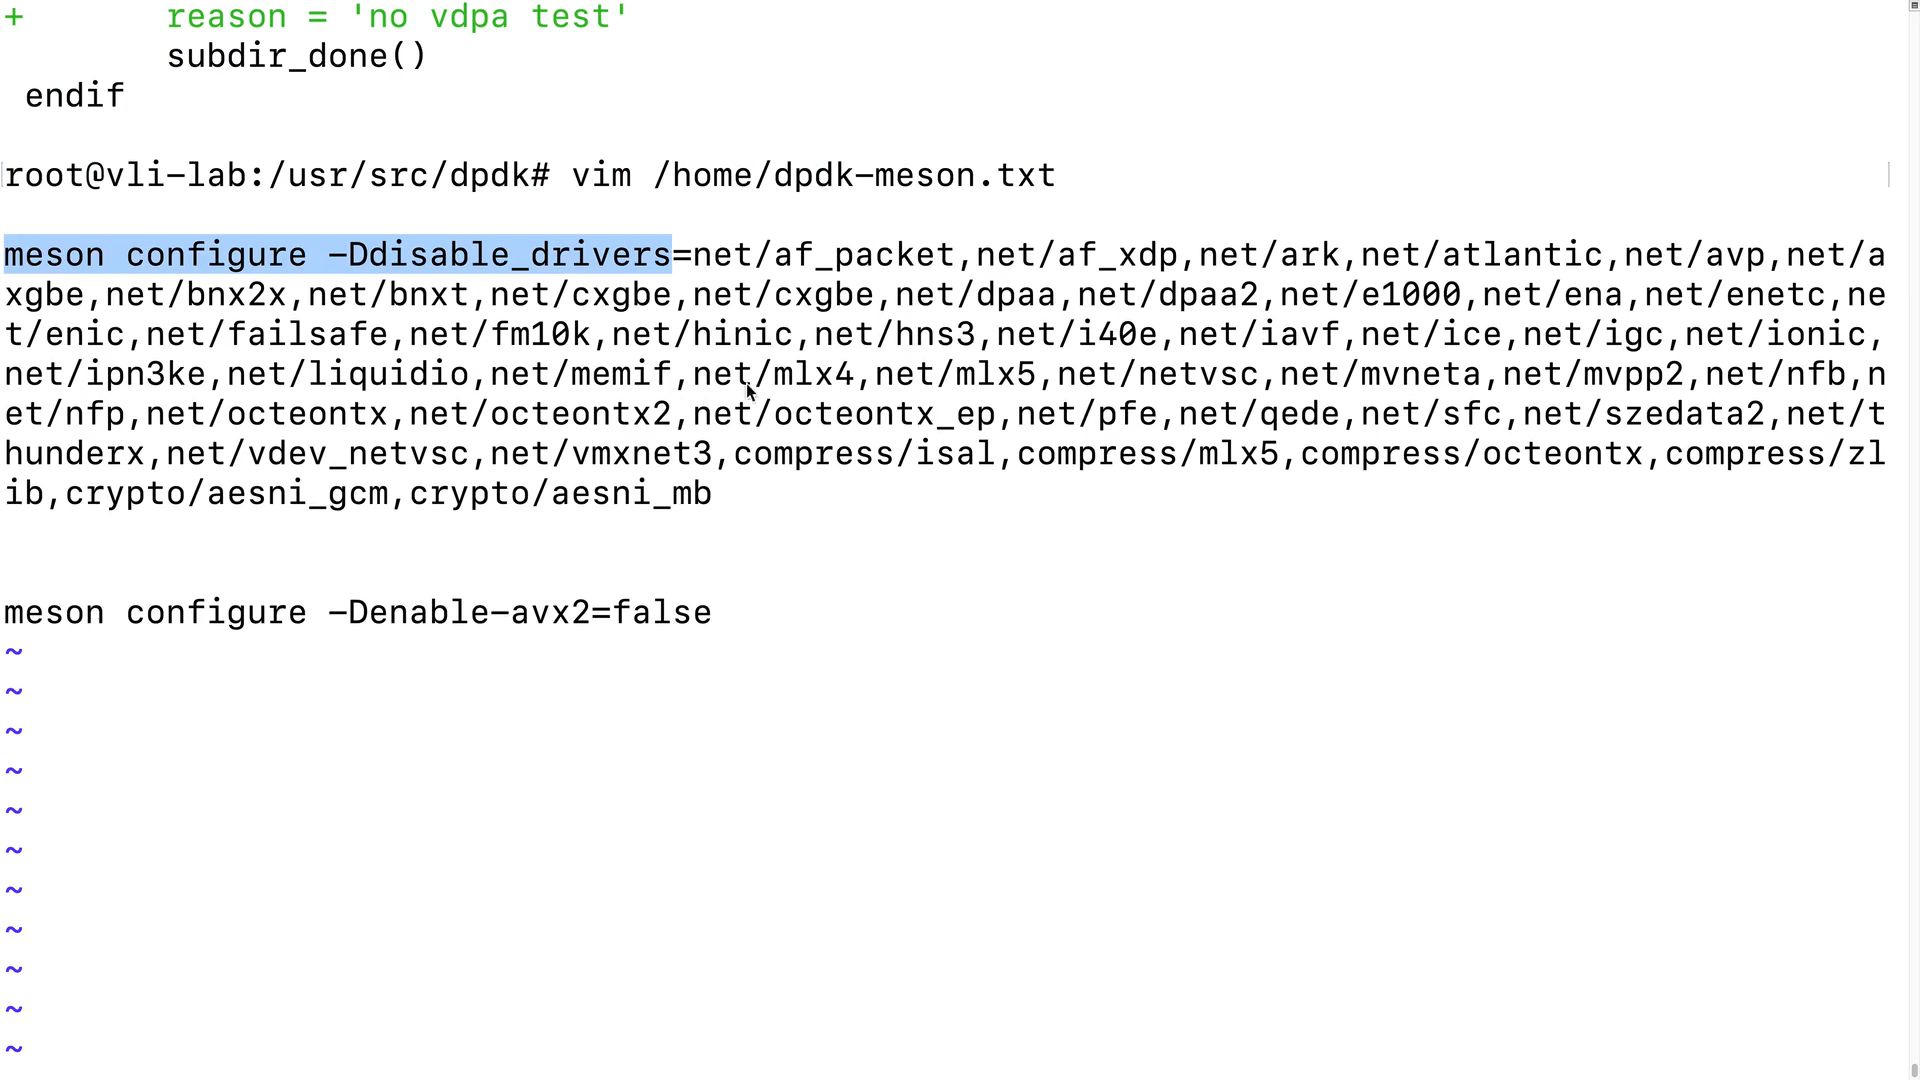 +       reason = 'no vdpa test'
        subdir_done()
 endif
root@vli-lab:/usr/src/dpdk# vim /home/dpdk-meson.txt
meson configure -Ddisable_drivers=net/af_packet,net/af_xdp,net/ark,net/atlantic,net/avp,net/a
xgbe,net/bnx2x,net/bnxt,net/cxgbe,net/cxgbe,net/dpaa,net/dpaa2,net/e1000,net/ena,net/enetc,ne
t/enic,net/failsafe,net/fm10k,net/hinic,net/hns3,net/i40e,net/iavf,net/ice,net/igc,net/ionic,
net/ipn3ke,net/liquidio,net/memif,net/mlx4,net/mlx5,net/netvsc,net/mvneta,net/mvpp2,net/nfb,n
et/nfp,net/octeontx,net/octeontx2,net/octeontx_ep,net/pfe,net/qede,net/sfc,net/szedata2,net/t
hunderx,net/vdev_netvsc,net/vmxnet3,compress/isal,compress/mlx5,compress/octeontx,compress/zl
ib,crypto/aesni_gcm,crypto/aesni_mb
meson configure -Denable-avx2=false
~
~
~
~
~
~
~
~
~
~
~